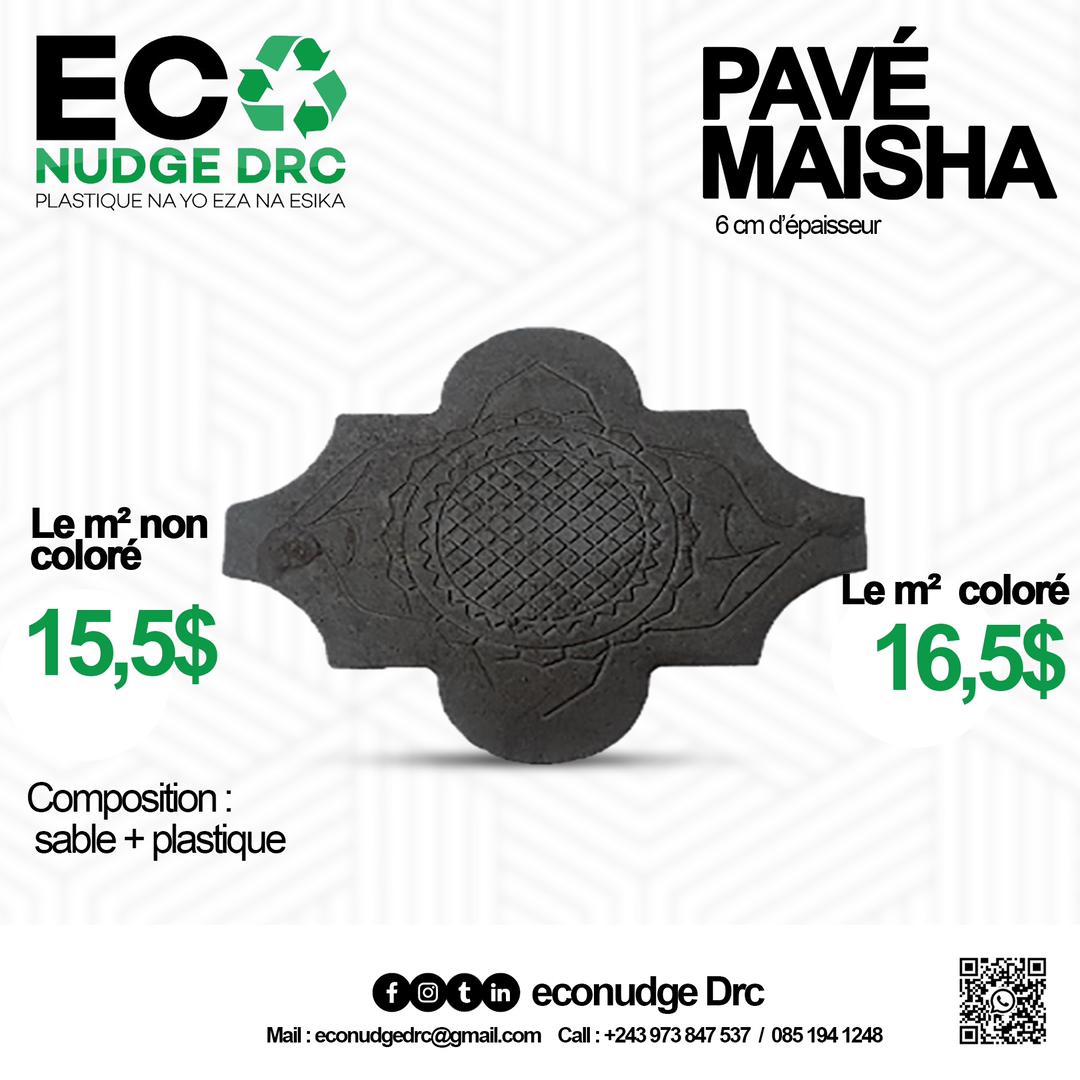 ECO
NUDGE DRC
PLASTIQUE NA YO EZA NA ESIKA
PAVÉ
MAISHA
6 cm d'épaisseur
Le m² non
coloré
15,5$
Le m² coloré
16,5$
Composition :
sable + plastique
econudge Drc
Mail : econudgedrc@gmail.com Call : +243 973 847 537 / 085 194 1248